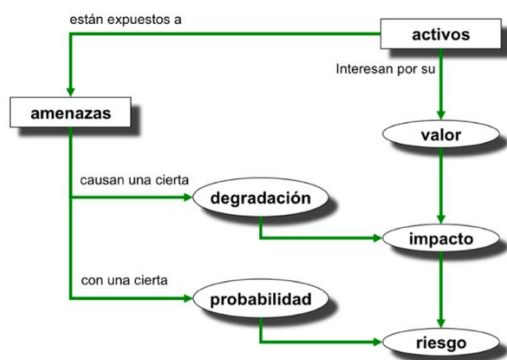 están expuestos a
activos
Interesan por su
amenazas
valor
causan una cierta
degradación
impacto
con una cierta
probabilidad
riesgo